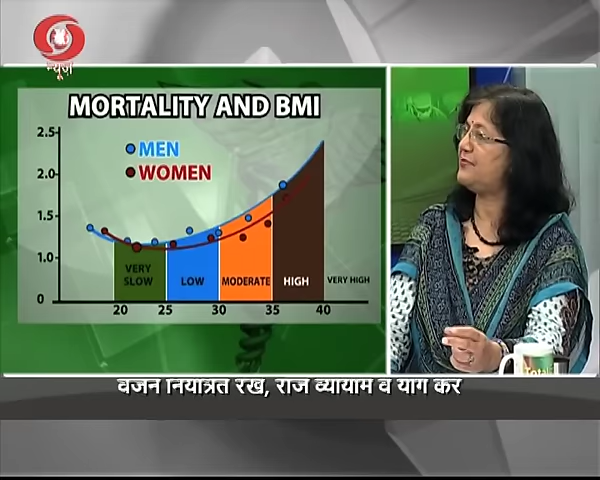 न्यूज़
MORTALITY AND BMI
2.5
2.0
1.5
1.0
0
MEN
WOMEN
VERY SLOW
LOW
MODERATE
HIGH
VERY HIGH
20 25 30 35 40
Total
वजन नियंत्रित रखें, रोज व्यायाम व योग करें